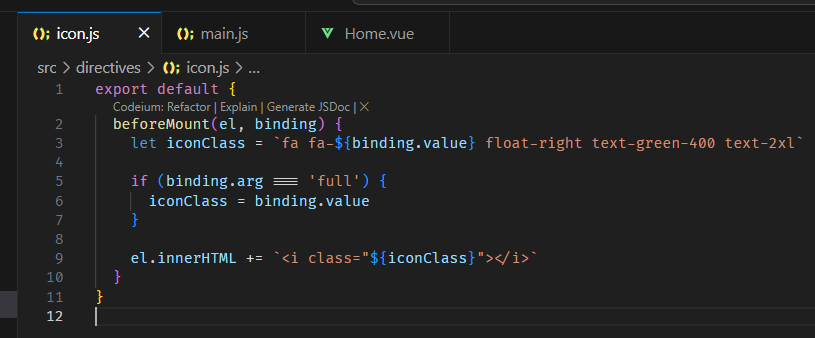 icon.js
main.js
Home.vue
src > directives > icon.js > ...
1 export default {
Codeium: Refactor | Explain | Generate JSDoc | ×
2   beforeMount(el, binding) {
3     let iconClass = `fa fa-${binding.value} float-right text-green-400 text-2xl`
4
5     if (binding.arg === 'full') {
6       iconClass = binding.value
7     }
8
9     el.innerHTML += `<i class="${iconClass}"></i>`
10   }
11 }
12